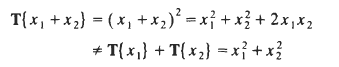 T{x₁ + x₂} = (x₁ + x₂)² = x₁² + x₂² + 2x₁x₂
≠ T{x₁} + T{x₂} = x₁² + x₂²